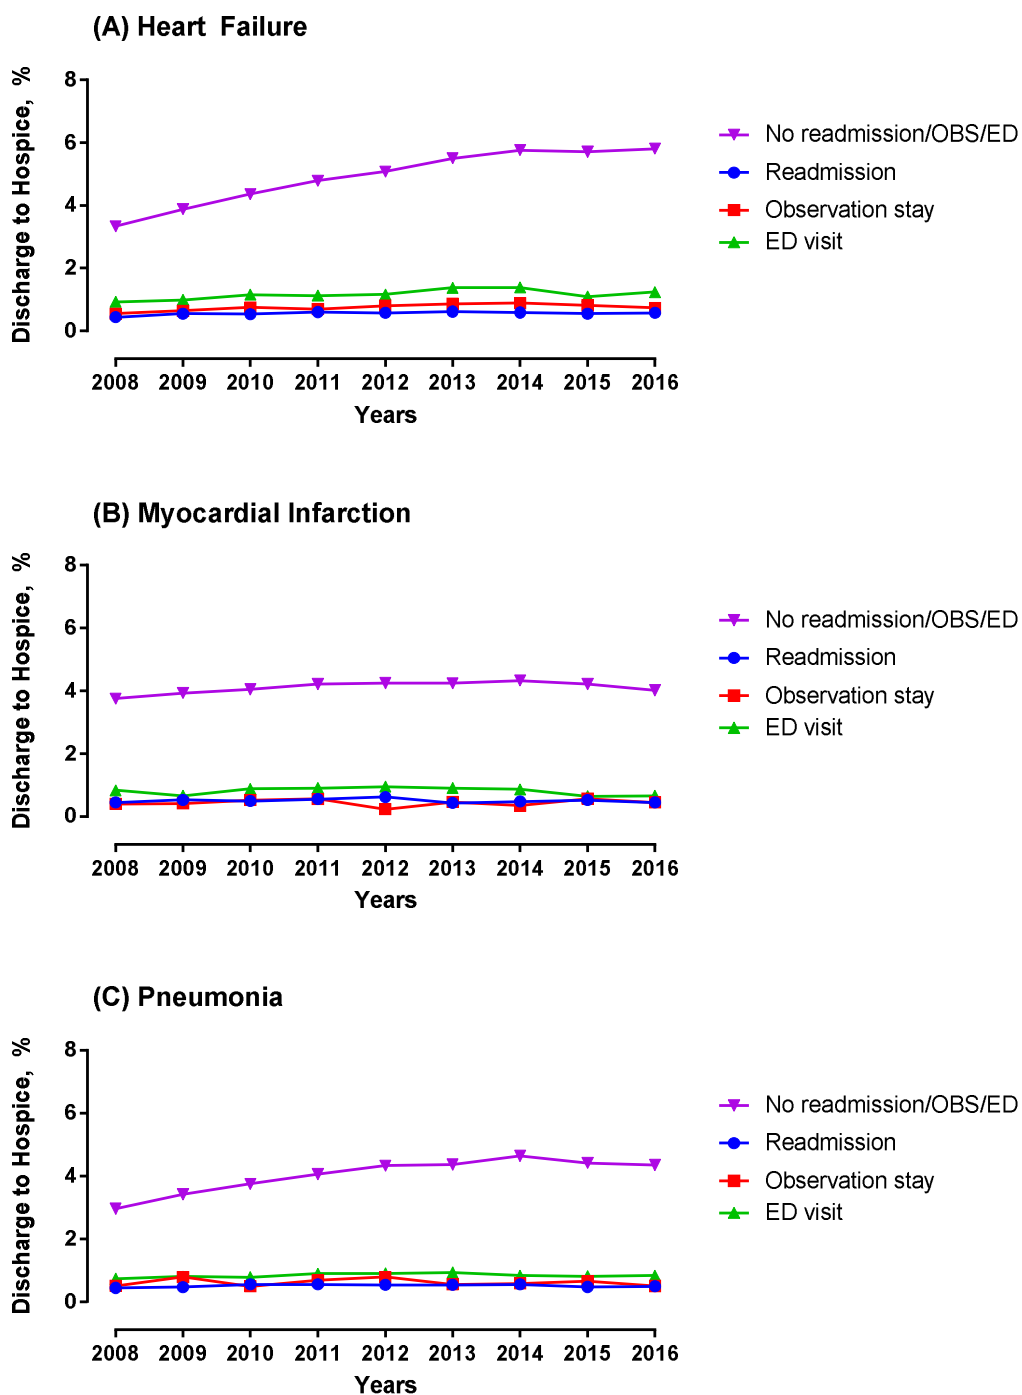 (A) Heart Failure
Discharge to Hospice, %
8
6
4
2
0
2008 2009 2010 2011 2012 2013 2014 2015 2016
Years
No readmission/OBS/ED
Readmission
Observation stay
ED visit
(B) Myocardial Infarction
Discharge to Hospice, %
8
6
4
2
0
2008 2009 2010 2011 2012 2013 2014 2015 2016
Years
No readmission/OBS/ED
Readmission
Observation stay
ED visit
(C) Pneumonia
Discharge to Hospice, %
8
6
4
2
0
2008 2009 2010 2011 2012 2013 2014 2015 2016
Years
No readmission/OBS/ED
Readmission
Observation stay
ED visit